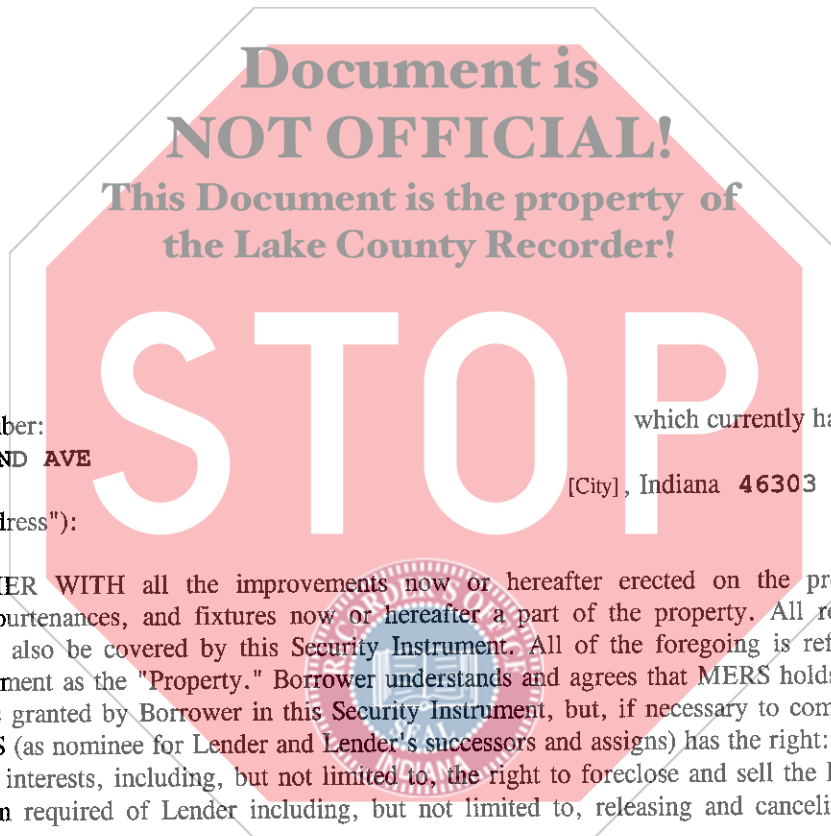 Document is
NOT OFFICIAL!
This Document is the property of
the Lake County Recorder!
STOP
ber: which currently ha
ND AVE
[City], Indiana 46303
dress"):
ER WITH all the improvements now or hereafter erected on the pr
purtenances, and fixtures now or hereafter a part of the property. All r
also be covered by this Security Instrument. All of the foregoing is ref
ment as the "Property." Borrower understands and agrees that MERS holds
granted by Borrower in this Security Instrument, but, if necessary to com
S (as nominee for Lender and Lender's successors and assigns) has the right:
interests, including, but not limited to, the right to foreclose and sell the
n required of Lender including, but not limited to, releasing and canceli
RECORDER'S OFFICE
SEAL
INDIANA